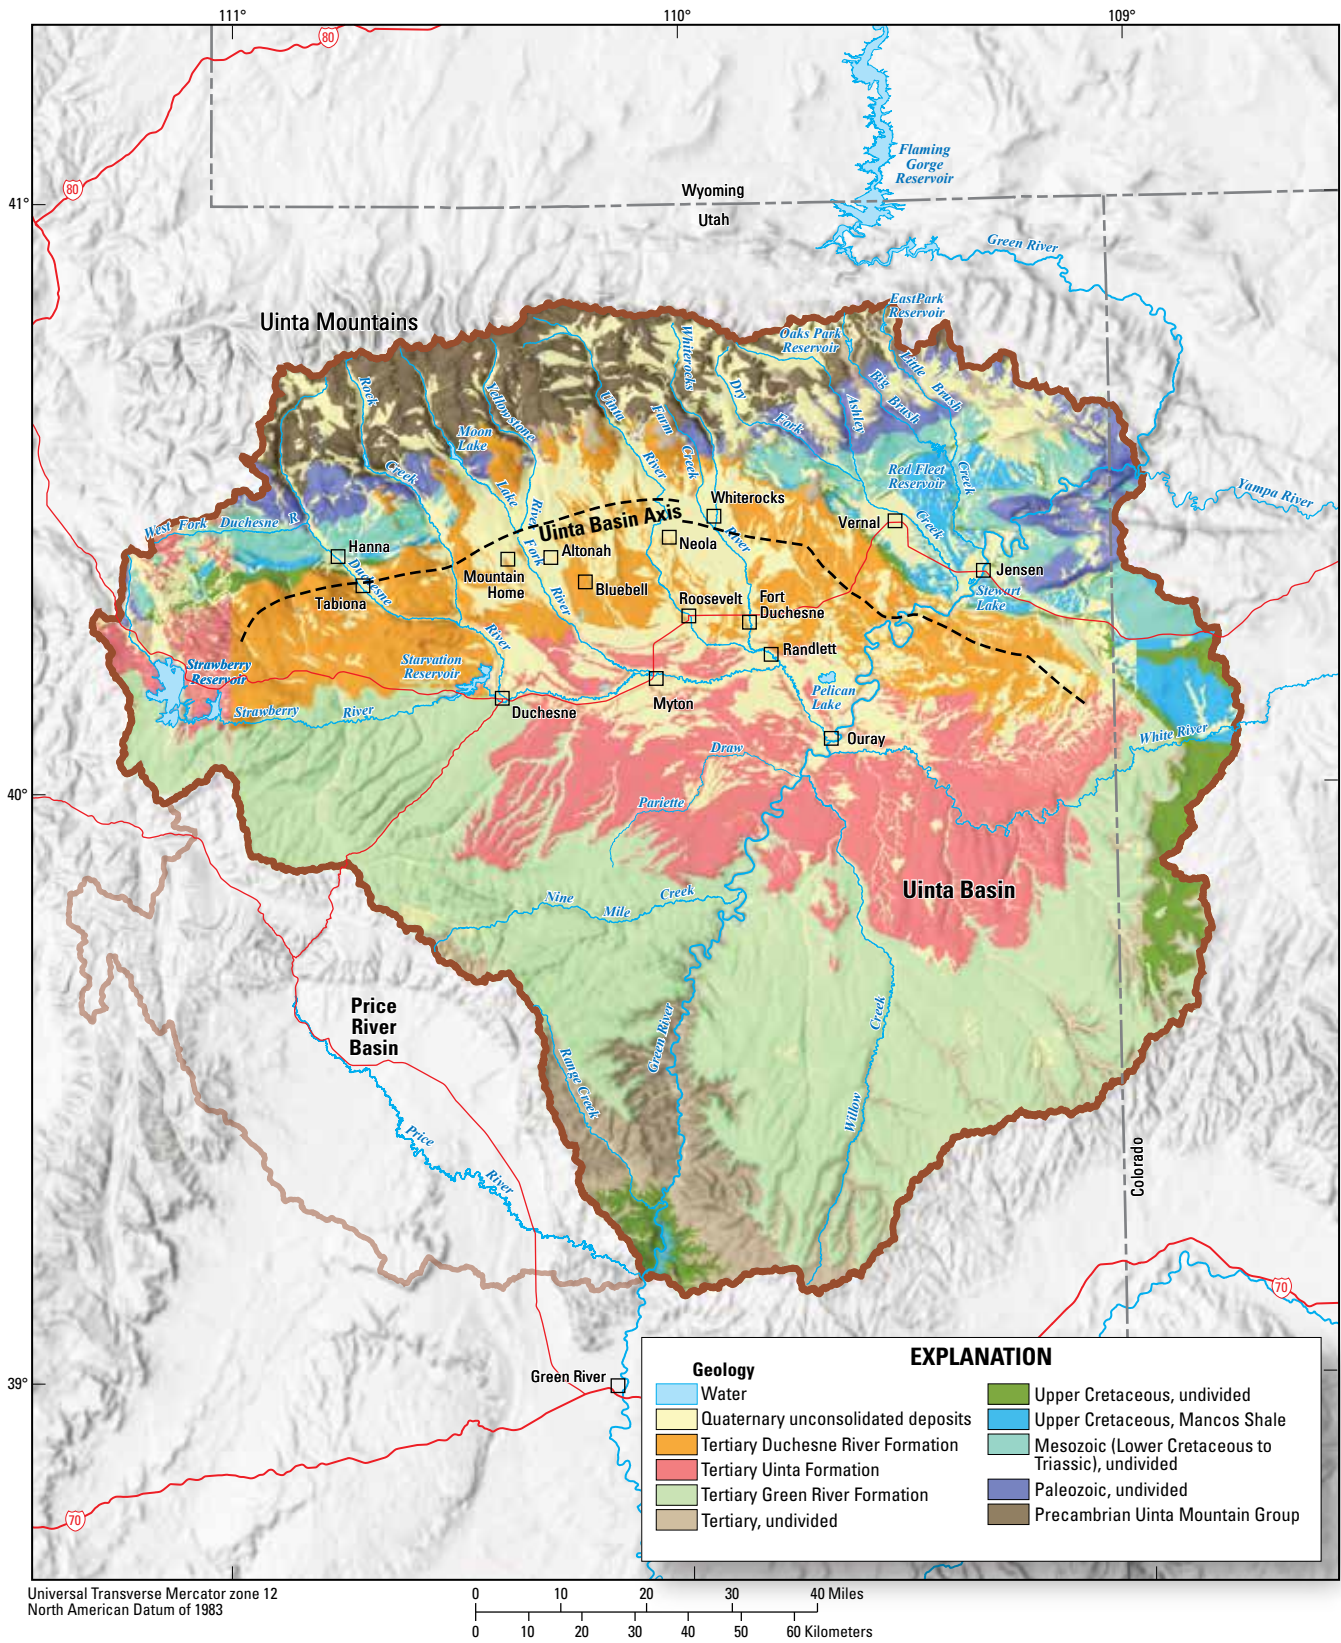 111°
110°
109°
80
80
Flaming
Gorge
Reservoir
41°
Wyoming
Utah
Green River
EastPark
Reservoir
Uinta Mountains
Oaks Park
Reservoir
Whiterocks
Little
Brush
Creek
Big
Brush
Rock
Creek
Yellowstone
River
Dry
Fork
Ashley
Creek
Uinta
River
Farm
Creek
Moon
Lake
Lake
Fork
River
Red Fleet
Reservoir
Yampa River
West Fork Duchesne R
Whiterocks
River
Uinta Basin Axis
Vernal
Hanna
Altonah
Neola
Jensen
Mountain
Home
Bluebell
Tabiona
Duchesne
River
Roosevelt
Fort
Duchesne
Stewart
Lake
Randlett
Strawberry
Reservoir
Starvation
Reservoir
Pelican
Lake
Strawberry River
Duchesne
Myton
Ouray
White River
Draw
Pariette
40°
Uinta Basin
Nine
Mile
Creek
Price
River
Basin
Green River
Creek
Willow
Range Creek
Price
River
Colorado
70
Green River
39°
70
EXPLANATION
Geology
Water
Quaternary unconsolidated deposits
Tertiary Duchesne River Formation
Tertiary Uinta Formation
Tertiary Green River Formation
Tertiary, undivided
Upper Cretaceous, undivided
Upper Cretaceous, Mancos Shale
Mesozoic (Lower Cretaceous to
Triassic), undivided
Paleozoic, undivided
Precambrian Uinta Mountain Group
Universal Transverse Mercator zone 12
North American Datum of 1983
0 10 20 30 40 Miles
0 10 20 30 40 50 60 Kilometers